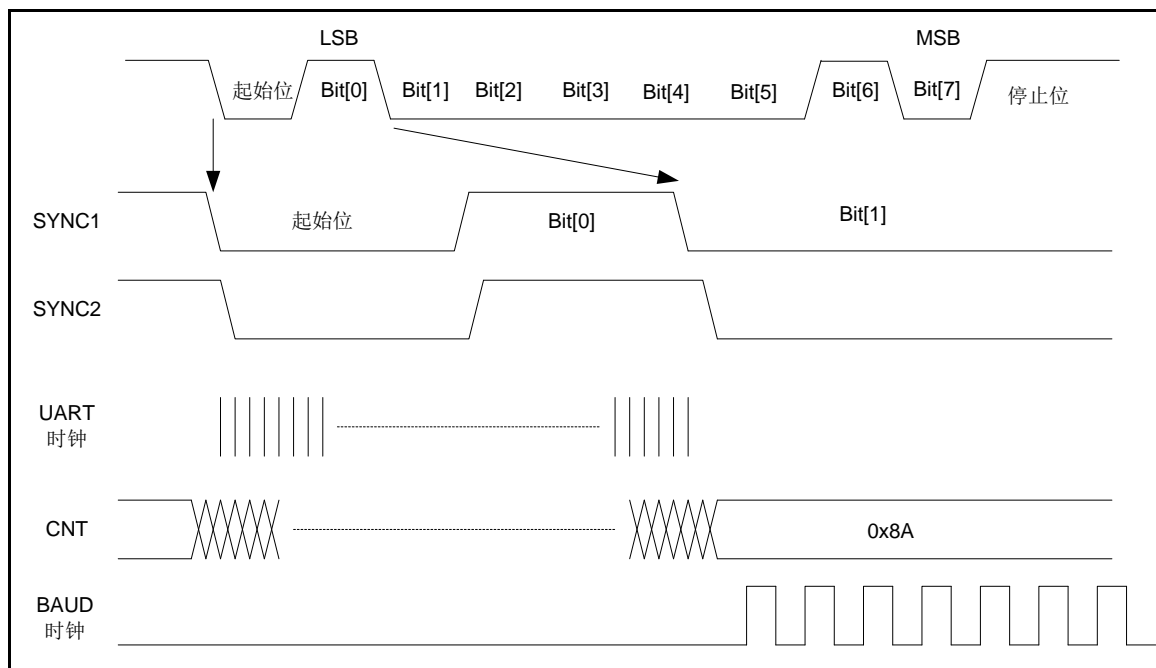 LSB MSB
起始位 Bit[0] Bit[1] Bit[2] Bit[3] Bit[4] Bit[5] Bit[6] Bit[7] 停止位
SYNC1 起始位 Bit[0] Bit[1]
SYNC2
UART
时钟
CNT 0x8A
BAUD
时钟